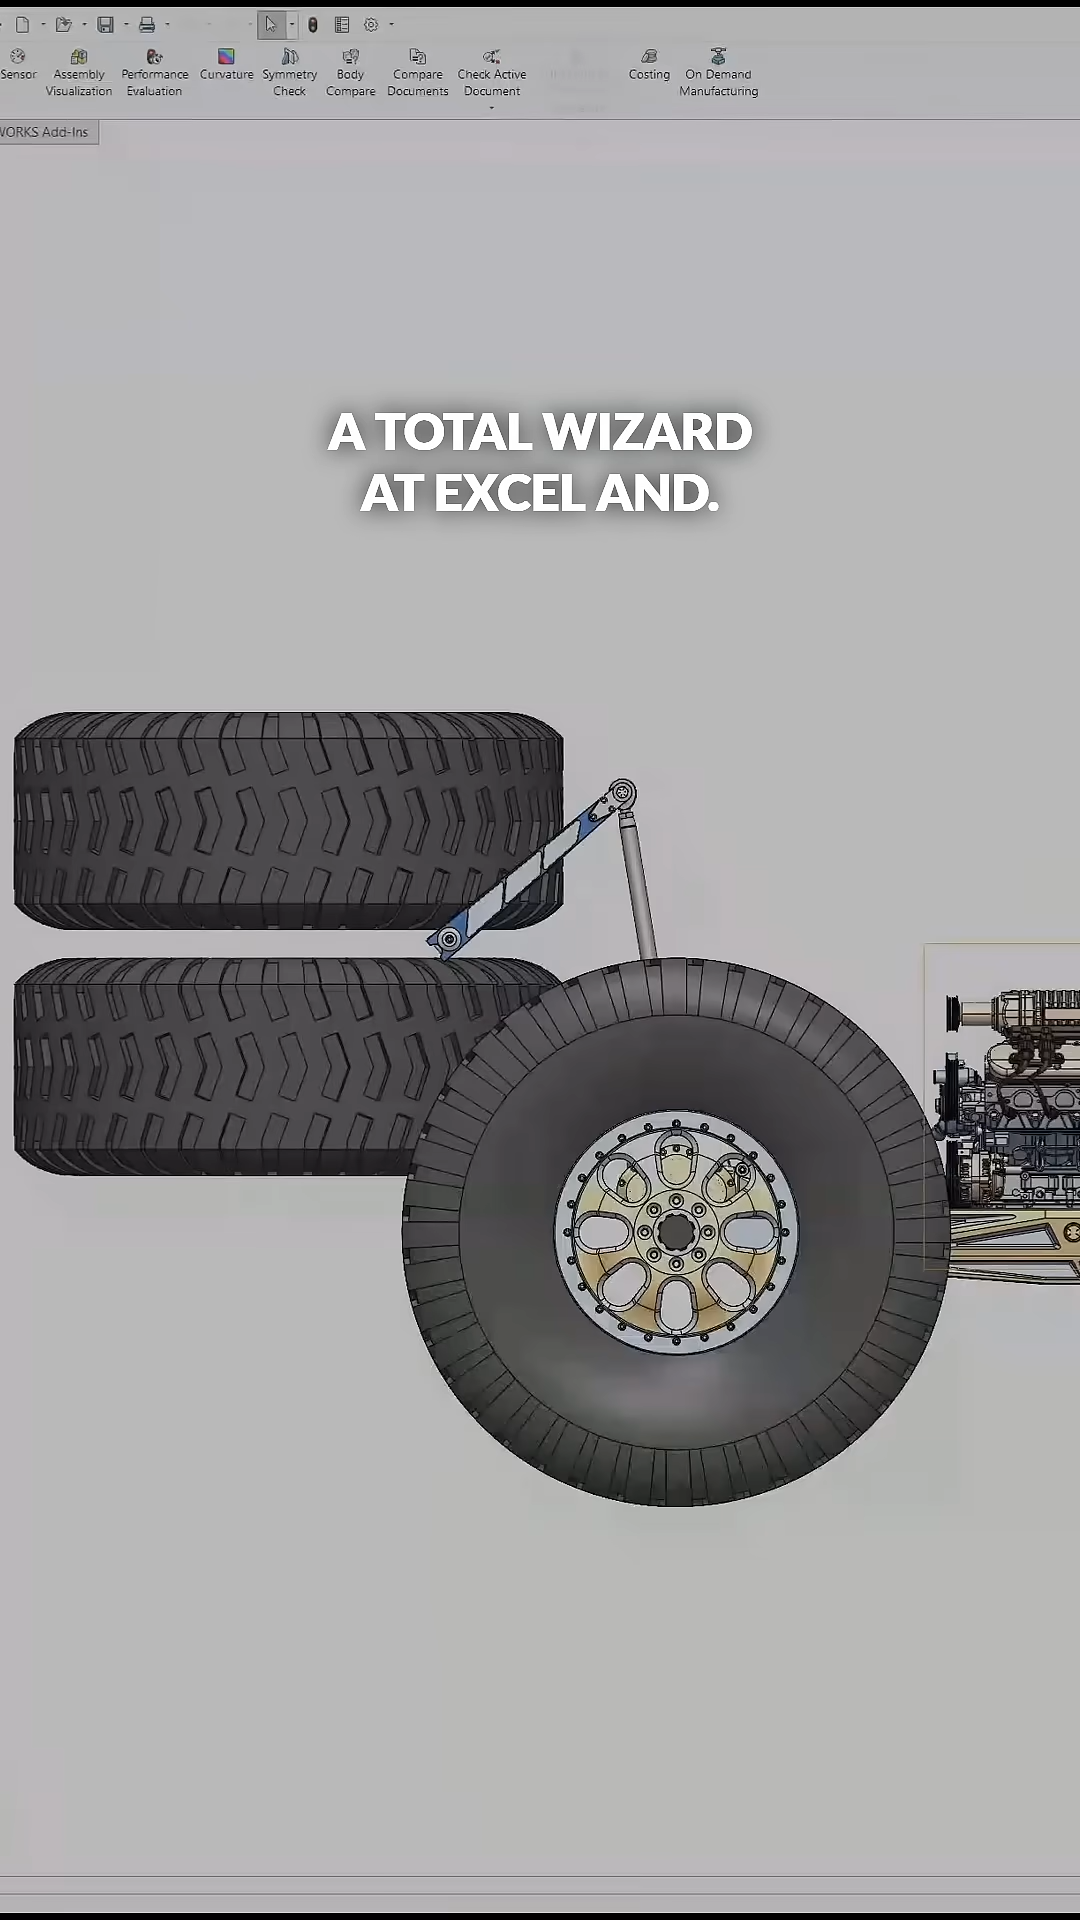 Sensor
Assembly
Visualization
Performance
Evaluation
Curvature
Symmetry
Check
Body
Compare
Compare
Documents
Check Active
Document
Costing
On Demand
Manufacturing
WORKS Add-Ins
A TOTAL WIZARD
AT EXCEL AND.